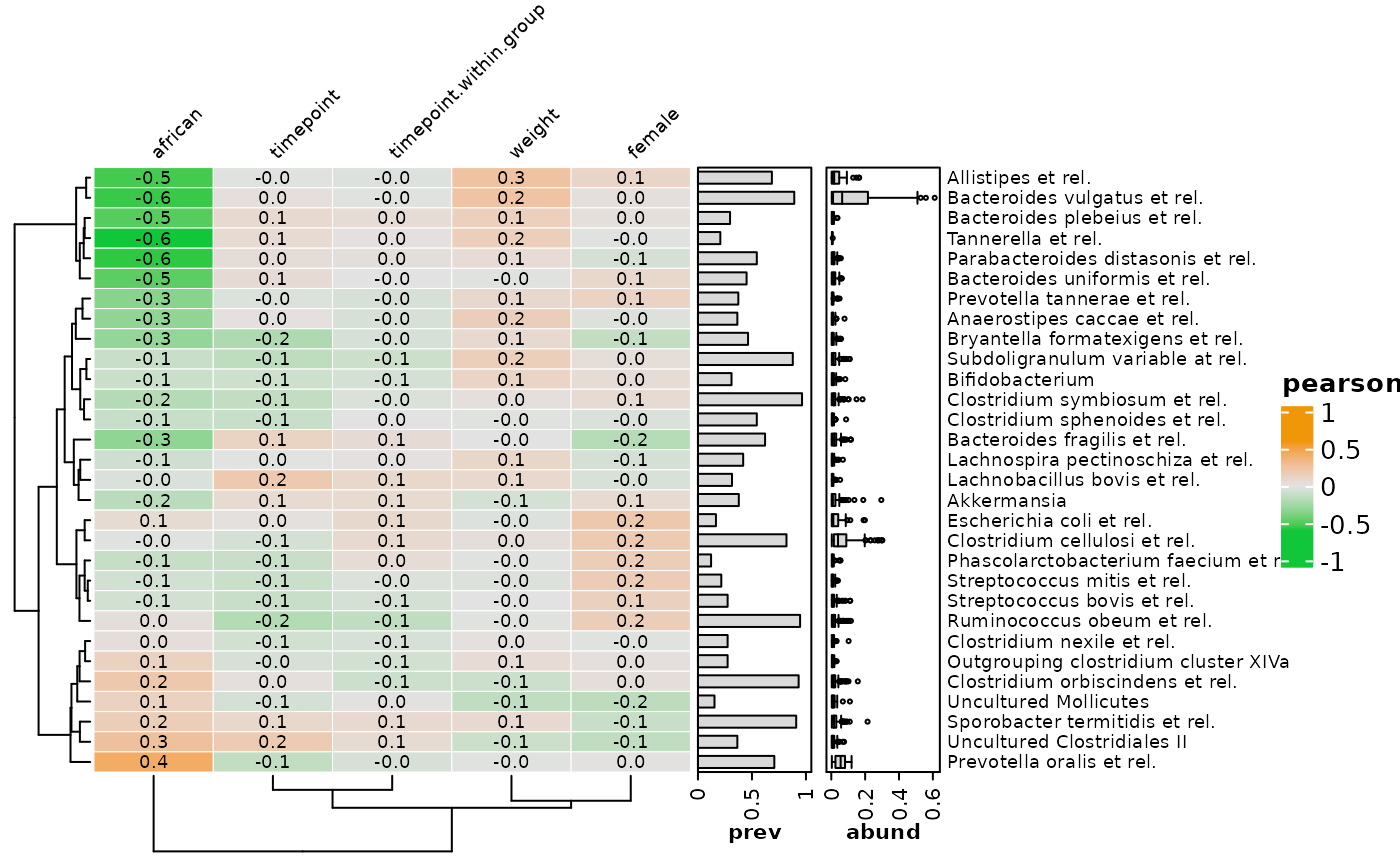 african timepoint timepoint.within.group weight female
-0.5 -0.0 -0.0 0.3 0.1 Allistipes et rel.
-0.6 0.0 -0.0 0.2 0.0 Bacteroides vulgatus et rel.
-0.5 0.1 0.0 0.1 0.0 Bacteroides plebeius et rel.
-0.6 0.1 0.0 0.2 -0.0 Tannerella et rel.
-0.6 0.0 0.0 0.1 -0.1 Parabacteroides distasonis et rel.
-0.5 0.1 -0.0 -0.0 0.1 Bacteroides uniformis et rel.
-0.3 -0.0 -0.0 0.1 0.1 Prevotella tannerae et rel.
-0.3 0.0 -0.0 0.2 -0.0 Anaerostipes caccae et rel.
-0.3 -0.2 -0.0 0.1 -0.1 Bryantella formatexigens et rel.
-0.1 -0.1 -0.1 0.2 0.0 Subdoligranulum variable at rel.
-0.1 -0.1 -0.1 0.1 0.0 Bifidobacterium
-0.2 -0.1 -0.0 0.0 0.1 Clostridium symbiosum et rel.
-0.1 -0.1 -0.0 -0.0 -0.0 Clostridium sphenoides et rel.
-0.3 0.1 0.1 -0.0 -0.2 Bacteroides fragilis et rel.
-0.1 0.0 0.0 0.1 -0.1 Lachnospira pectinoschiza et rel.
-0.0 0.2 0.1 0.1 -0.0 Lachnobacillus bovis et rel.
-0.2 0.1 0.1 -0.1 0.1 Akkermansia
0.1 0.0 0.1 -0.0 0.2 Escherichia coli et rel.
-0.0 -0.1 0.1 0.0 0.2 Clostridium cellulosi et rel.
-0.1 -0.1 0.0 -0.0 0.2 Phascolarctobacterium faecium et r
-0.1 -0.1 -0.0 -0.0 0.2 Streptococcus mitis et rel.
-0.1 -0.1 -0.1 -0.0 0.1 Streptococcus bovis et rel.
0.0 -0.2 -0.1 -0.0 0.2 Ruminococcus obeum et rel.
0.0 -0.1 -0.1 0.0 -0.0 Clostridium nexile et rel.
0.1 -0.0 -0.1 0.1 0.0 Outgrouping clostridium cluster XIVa
0.2 0.0 -0.1 -0.1 0.0 Clostridium orbiscindens et rel.
0.1 -0.1 0.0 -0.1 -0.2 Uncultured Mollicutes
0.2 0.1 0.1 0.1 -0.1 Sporobacter termitidis et rel.
0.3 0.2 0.1 -0.1 -0.1 Uncultured Clostridiales II
0.4 -0.1 -0.0 -0.0 0.0 Prevotella oralis et rel.
0 0.5 1 0 0.2 0.4 0.6
prev abund
pearson
1
0.5
0
-0.5
-1